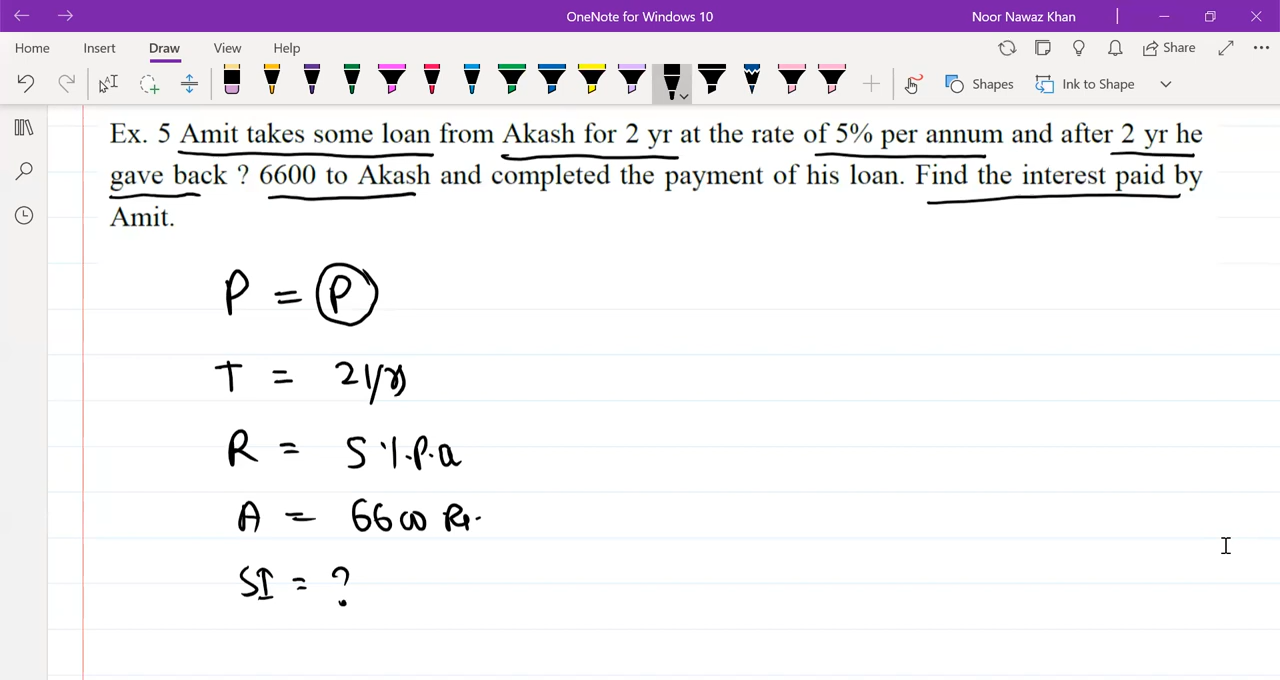 OneNote for Windows 10
Noor Nawaz Khan
Home Insert Draw View Help
Share
Shapes
Ink to Shape
Ex. 5 Amit takes some loan from Akash for 2 yr at the rate of 5% per annum and after 2 yr he
gave back ? 6600 to Akash and completed the payment of his loan. Find the interest paid by
Amit.
P = P
T = 2 yr
R = 5 %.P.a
A = 6600 Rs.
SI = ?